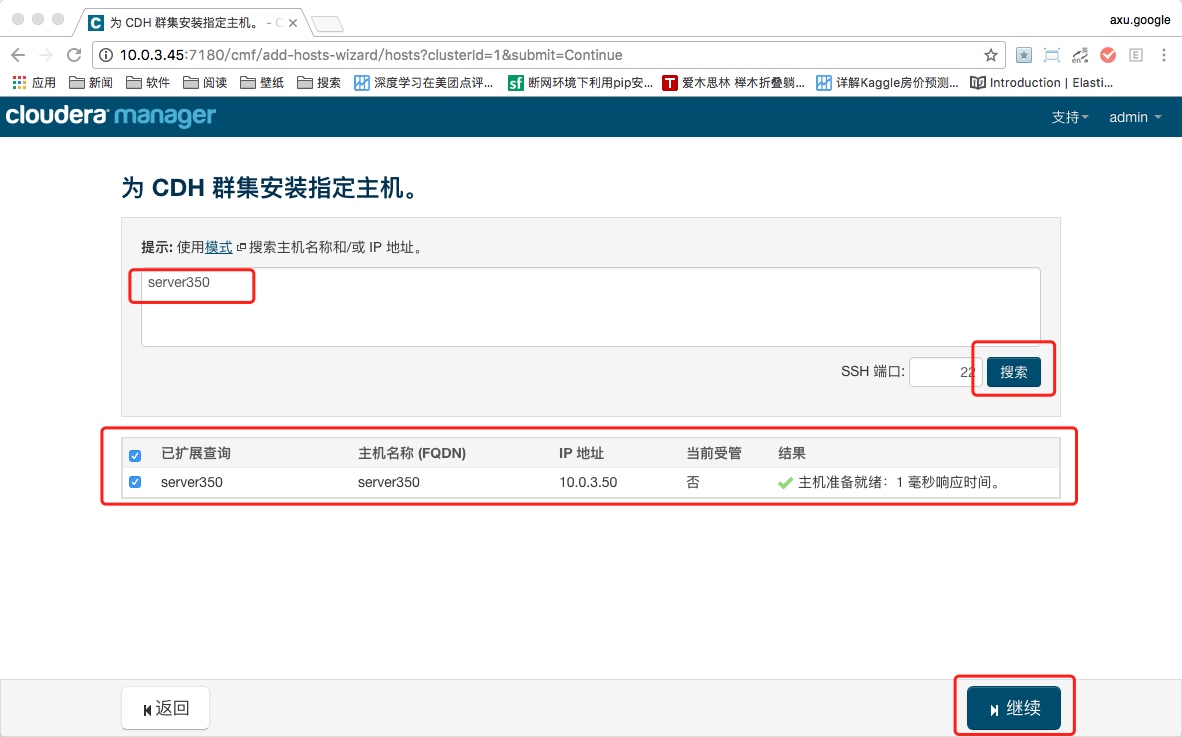 为 CDH 群集安装指定主机。 - C
axu.google
10.0.3.45:7180/cmf/add-hosts-wizard/hosts?clusterId=1&submit=Continue
应用 新闻 软件 阅读 壁纸 搜索 深度学习在美团点评... 断网环境下利用pip安... 爱木思林 榉木折叠躺... 详解Kaggle房价预测... Introduction | Elasti...
cloudera manager 支持 admin
为 CDH 群集安装指定主机。
提示: 使用模式 搜索主机名称和/或 IP 地址。
server350
SSH 端口: 22 搜索
已扩展查询 主机名称 (FQDN) IP 地址 当前受管 结果
server350 server350 10.0.3.50 否 主机准备就绪：1 毫秒响应时间。
返回 继续